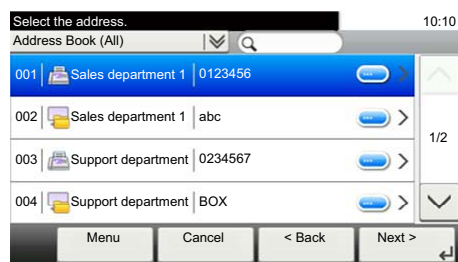 Select the address. 10:10
Address Book (All)
001 Sales department 1 0123456
002 Sales department 1 abc
1/2
003 Support department 0234567
004 Support department BOX
Menu Cancel < Back Next >